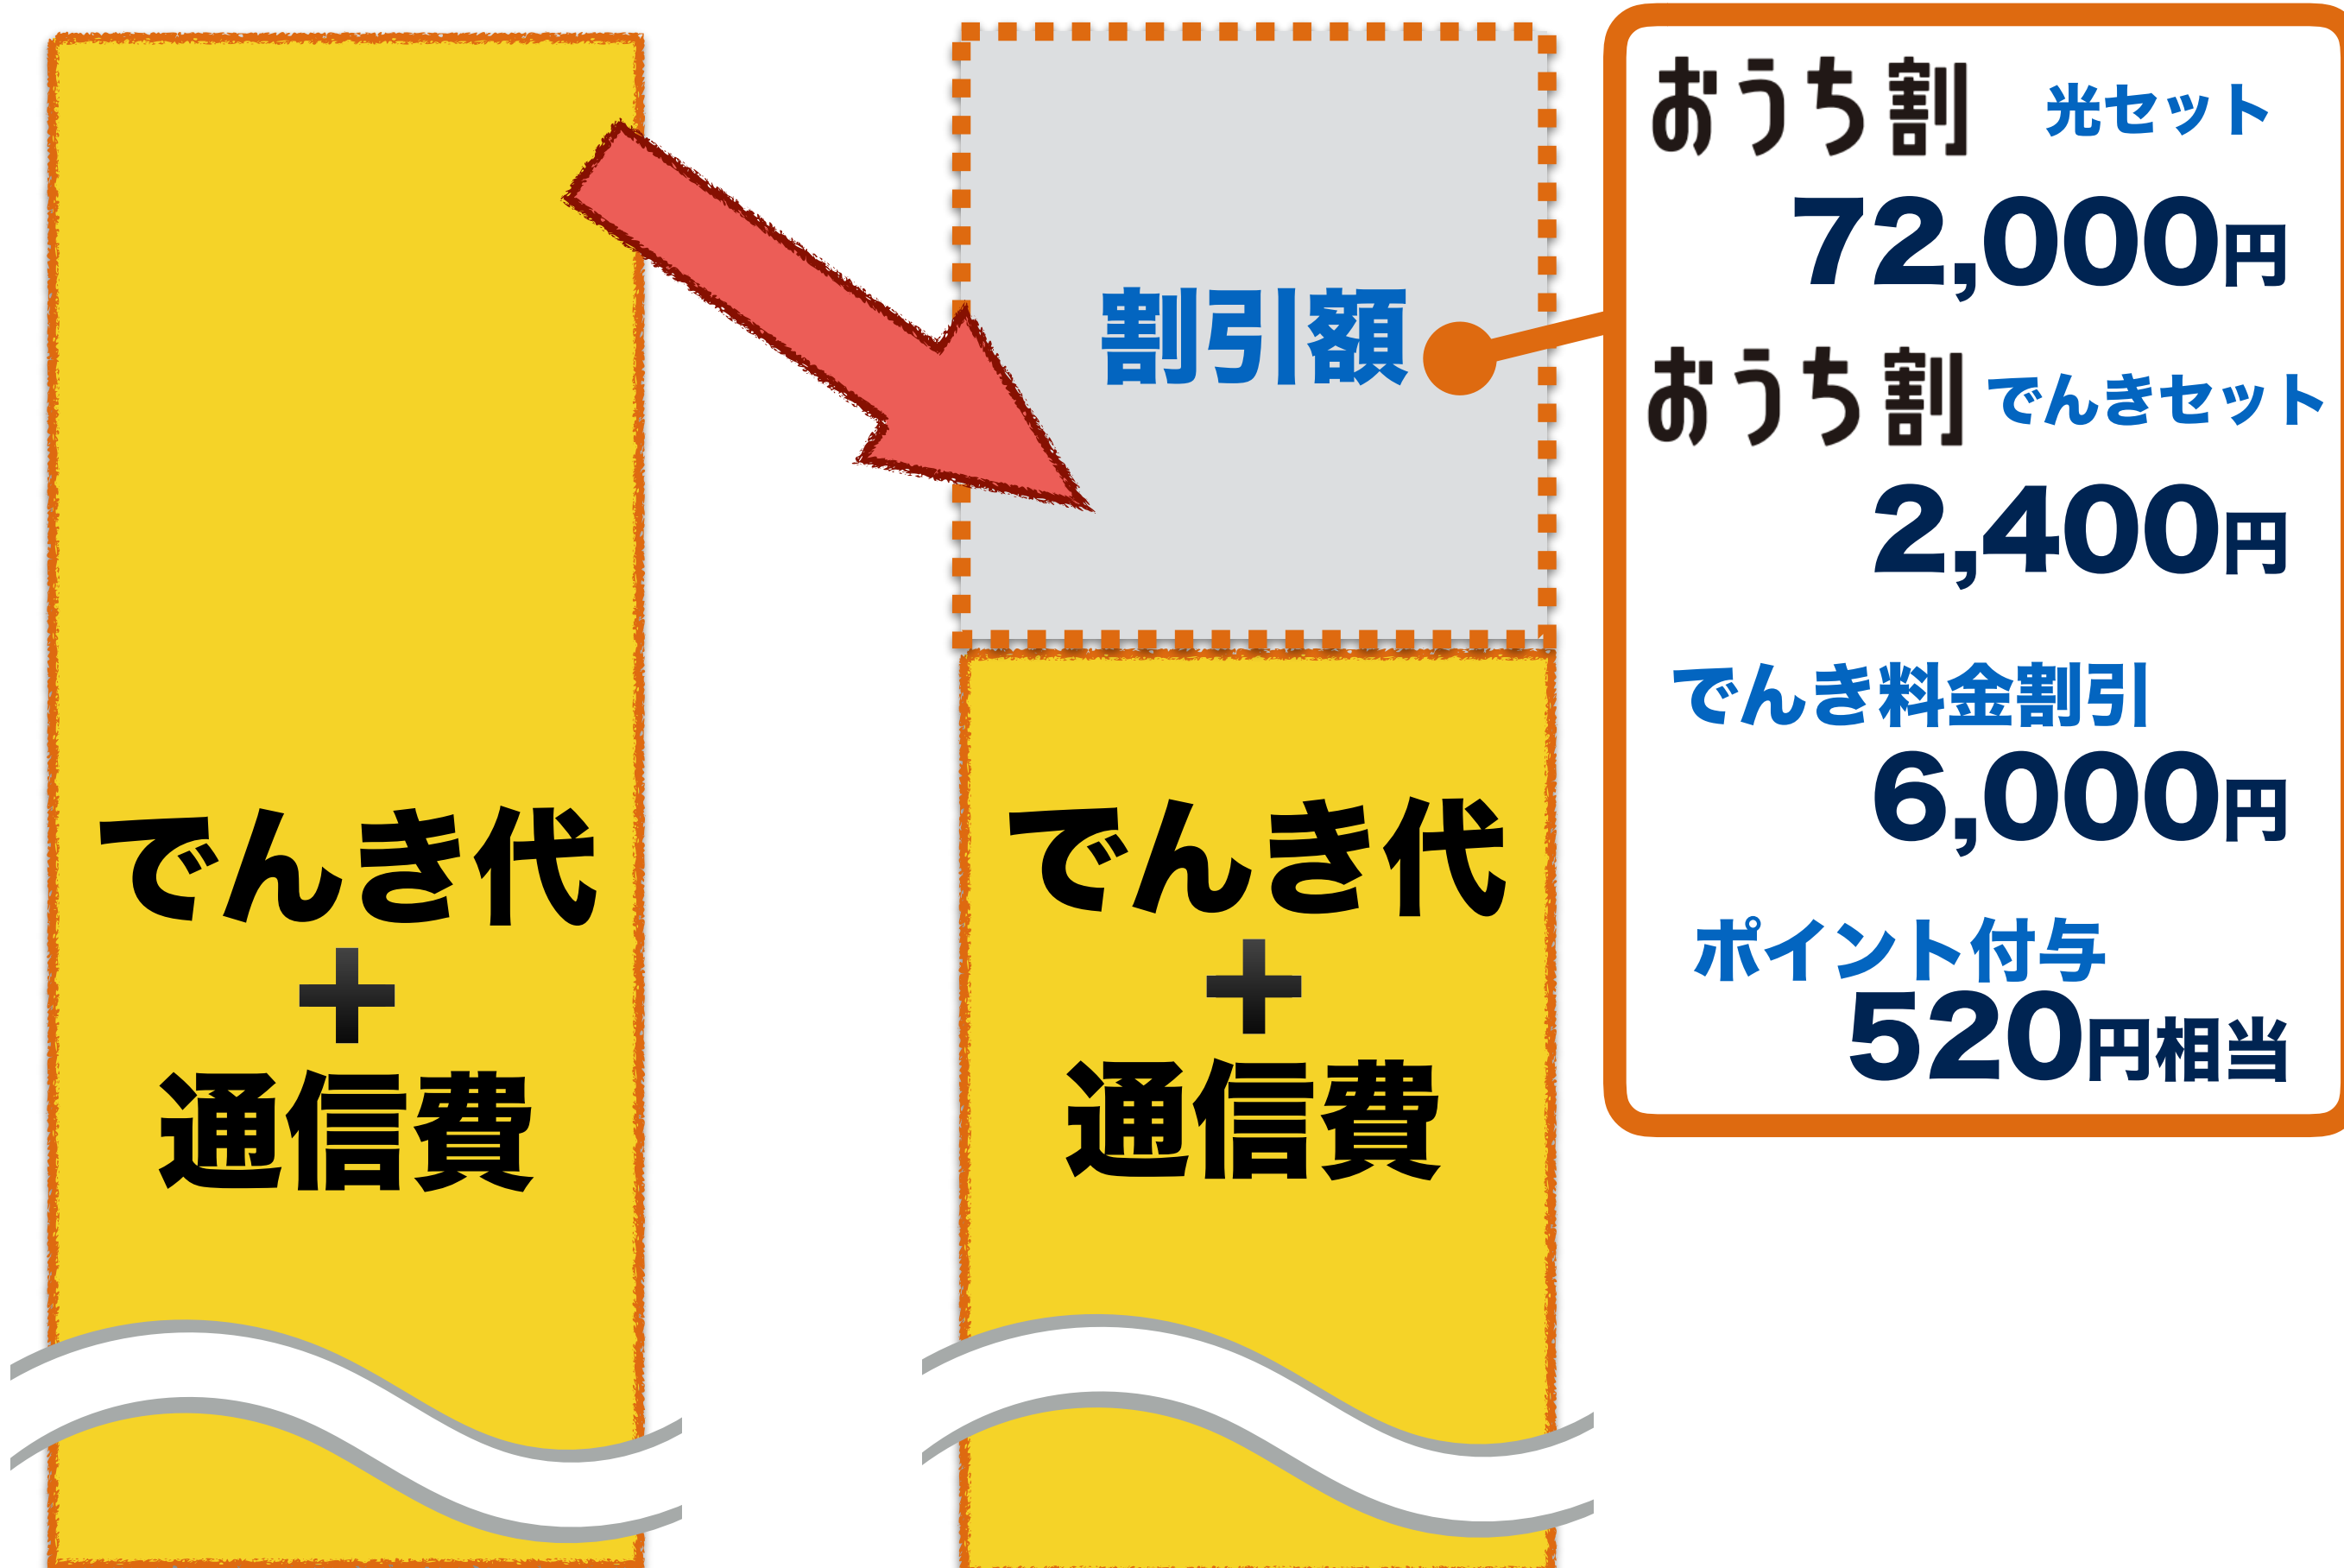 でんき代
+
通信費
割引額
でんき代
+
通信費
おうち割 光セット
72,000円
おうち割 でんきセット
2,400円
でんき料金割引
6,000円
ポイント付与
520円相当